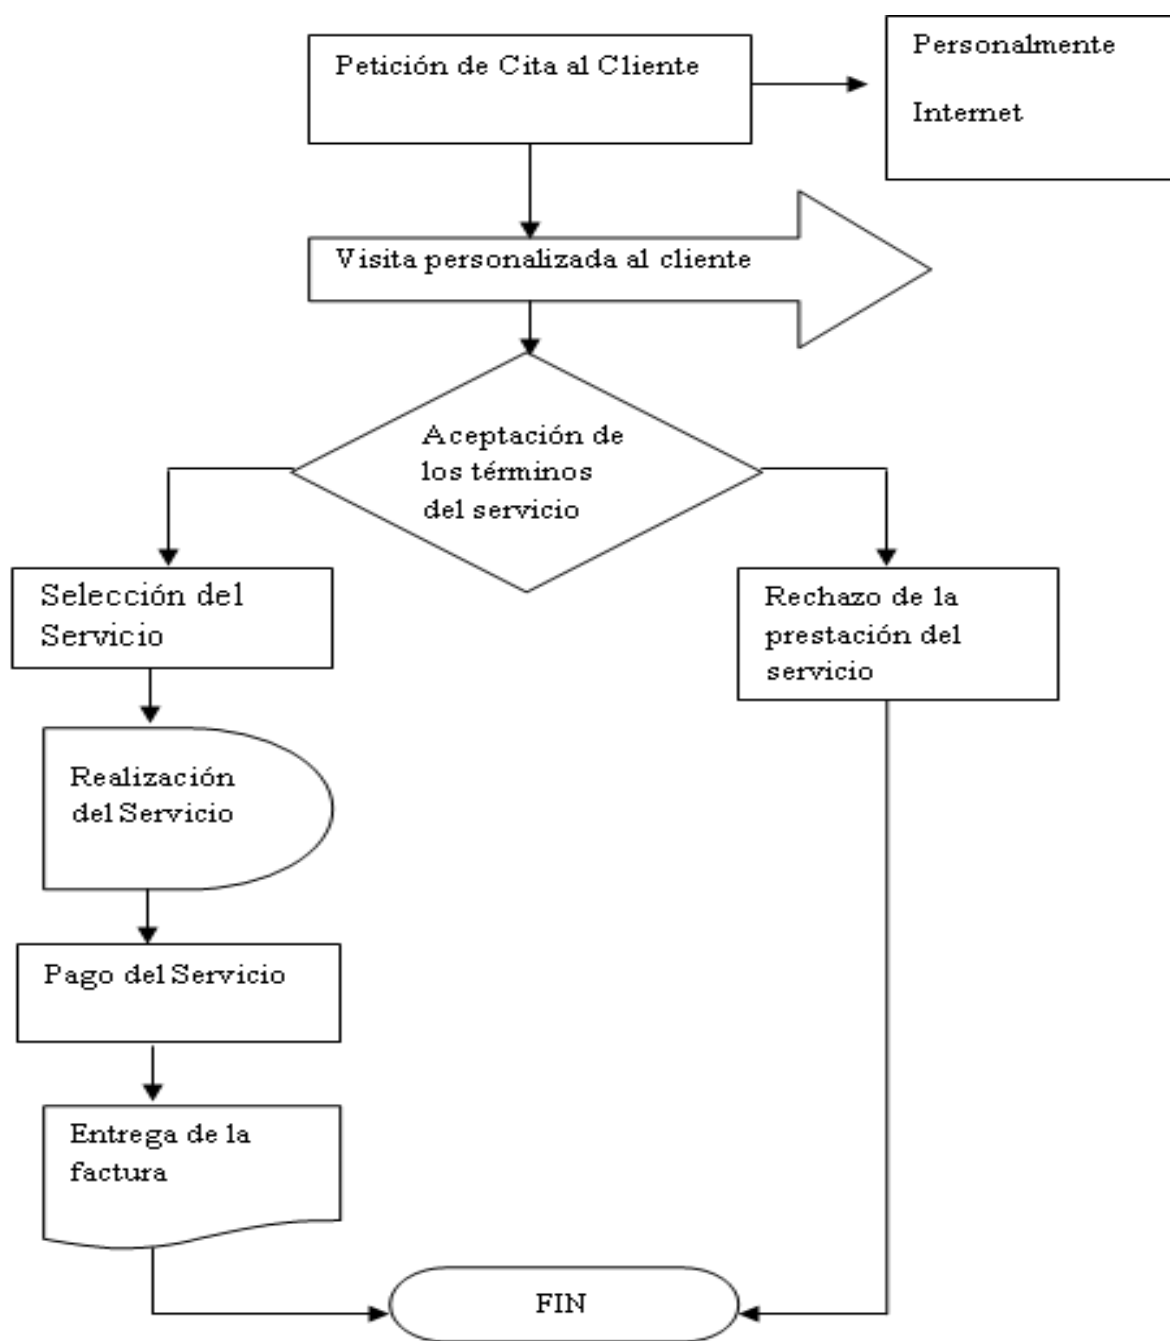 Petición de Cita al Cliente
Personalmente
Internet
Visita personalizada al cliente
Aceptación de
los términos
del servicio
Selección del
Servicio
Rechazo de la
prestación del
servicio
Realización
del Servicio
Pago del Servicio
Entrega de la
factura
FIN